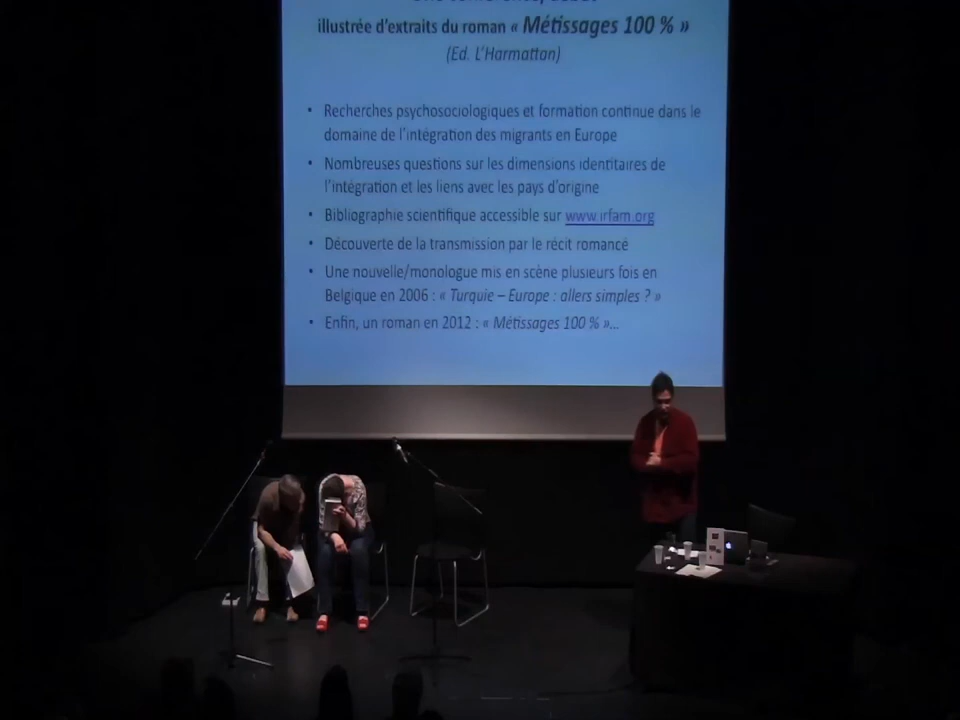 illustrée d'extraits du roman « Métissages 100 % »
(Ed. L'Harmattan)
• Recherches psychosociologiques et formation continue dans le
domaine de l'intégration des migrants en Europe
• Nombreuses questions sur les dimensions identitaires de
l'intégration et les liens avec les pays d'origine
• Bibliographie scientifique accessible sur www.irfam.org
• Découverte de la transmission par le récit romancé
• Une nouvelle/monologue mis en scène plusieurs fois en
Belgique en 2006 : « Turquie – Europe : allers simples ? »
• Enfin, un roman en 2012 : « Métissages 100 % »...